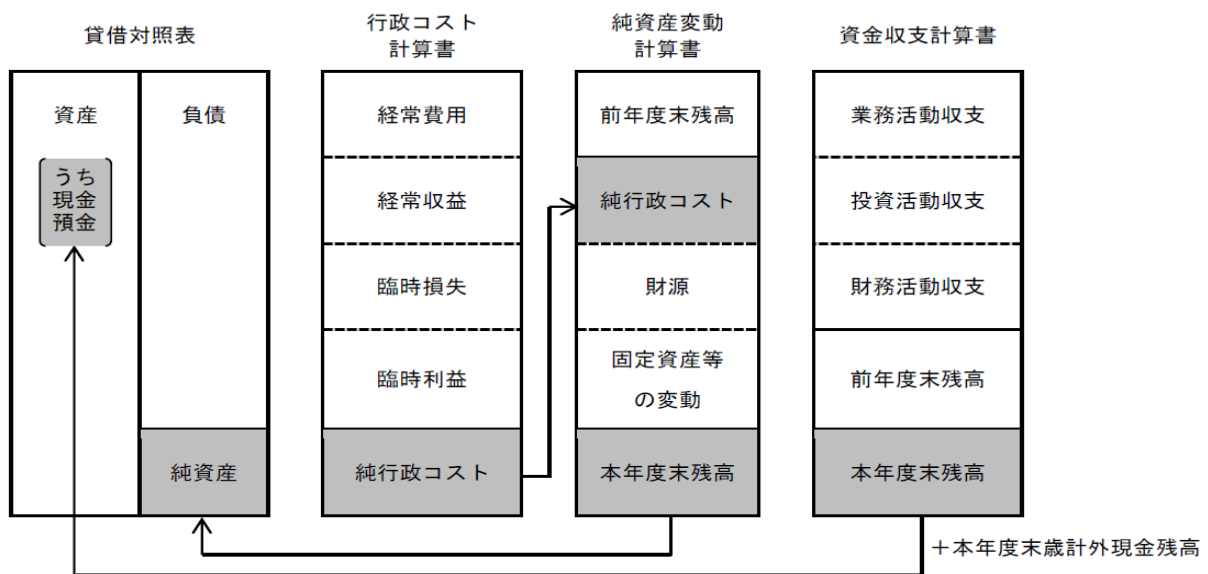 貸借対照表
資産
うち
現金
預金
負債
純資産
行政コスト
計算書
経常費用
経常収益
臨時損失
臨時利益
純行政コスト
純資産変動
計算書
前年度末残高
純行政コスト
財源
固定資産等
の変動
本年度末残高
資金収支計算書
業務活動収支
投資活動収支
財務活動収支
前年度末残高
本年度末残高
＋本年度末歳計外現金残高